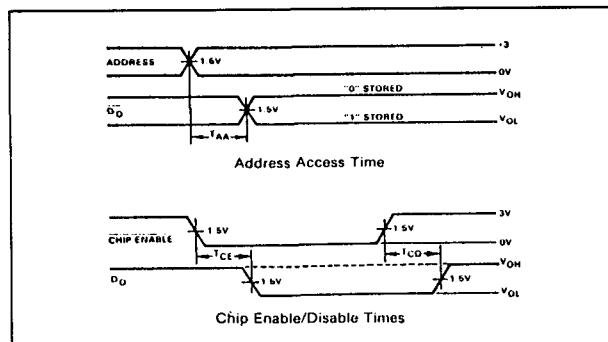 ADDRESS 1.5V +3
0V
"0" STORED VOH
DO 1.5V "1" STORED VOL
TAA
Address Access Time
CHIP ENABLE 1.5V 1.5V 3V
0V
TCE TCD VOH
DO 1.5V 1.5V VOL
Chip Enable/Disable Times